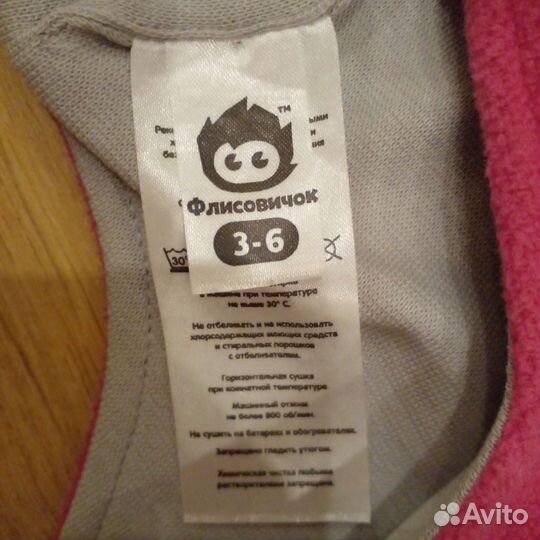 TM
Флисовичок
3-6
30°
в машине при температуре
не выше 30° С.
Не отбеливать и не использовать
хлорсодержащих моющих средств
и стиральных порошков
с отбеливателем.
Горизонтальная сушка
при комнатной температуре
Машинный отжим
не более 800 об/мин.
Не сушить на батареях и обогревателях.
Запрещено гладить утюгом.
Химическая чистка любыми
растворителями запрещена.
Avito